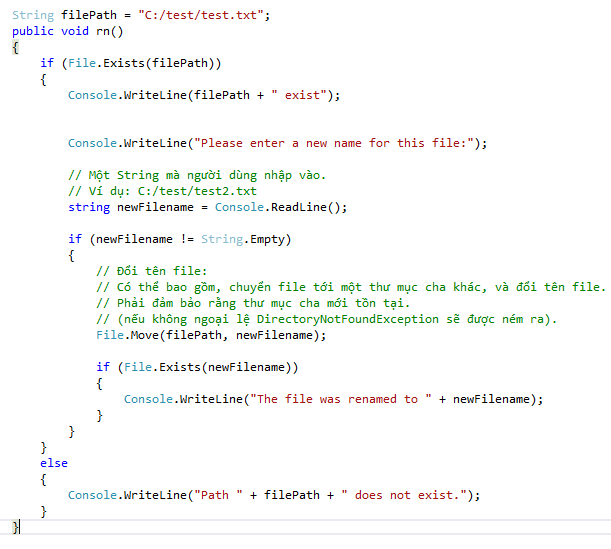 String filePath = "C:/test/test.txt";
public void rn()
{
if (File.Exists(filePath))
{
Console.WriteLine(filePath + " exist");
Console.WriteLine("Please enter a new name for this file:");
// Một String mà người dùng nhập vào.
// Ví dụ: C:/test/test2.txt
string newFilename = Console.ReadLine();
if (newFilename != String.Empty)
{
// Đổi tên file:
// Có thể bao gồm, chuyển file tới một thư mục cha khác, và đổi tên file.
// Phải đảm bảo rằng thư mục cha mới tồn tại.
// (nếu không ngoại lệ DirectoryNotFoundException sẽ được ném ra).
File.Move(filePath, newFilename);
if (File.Exists(newFilename))
{
Console.WriteLine("The file was renamed to " + newFilename);
}
}
}
else
{
Console.WriteLine("Path " + filePath + " does not exist.");
}
}